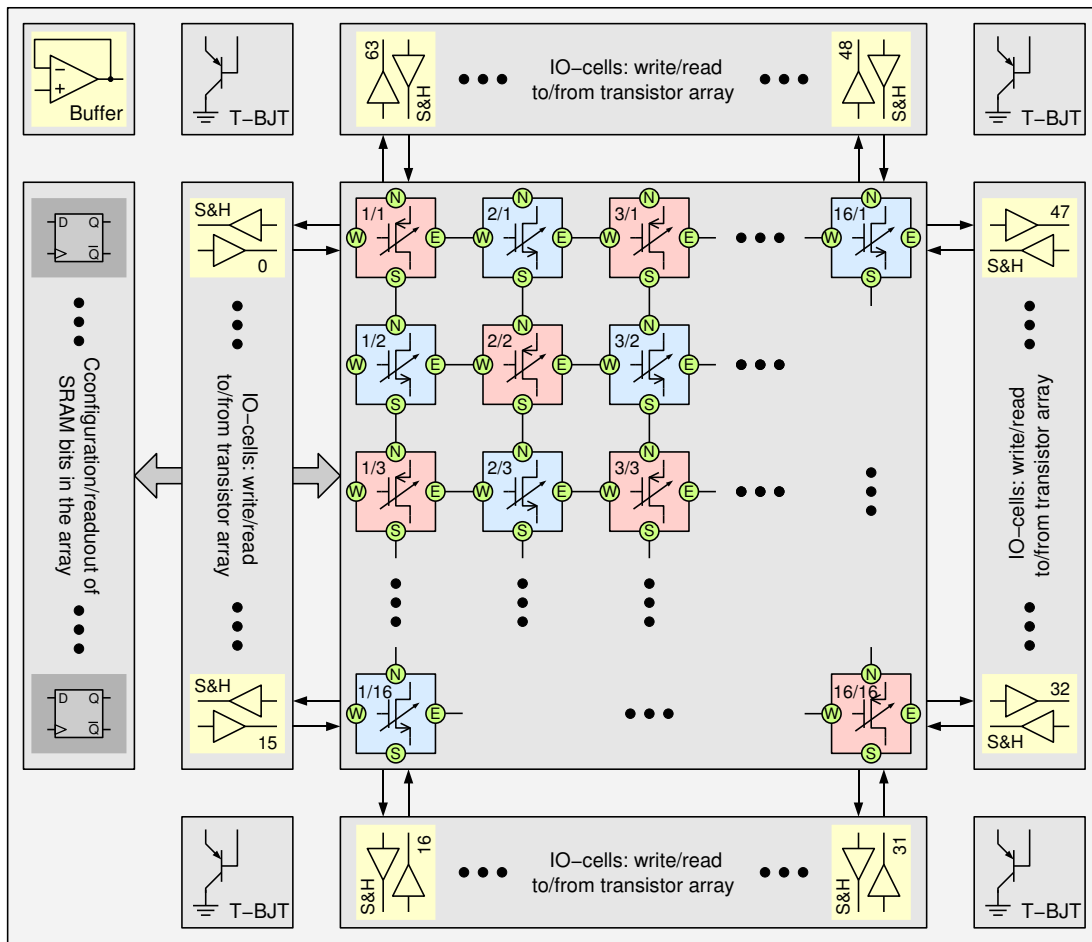 −
+
Buffer
T−BJT
63
S&H
IO−cells: write/read
to/from transistor array
48
S&H
T−BJT
D Q
Q
Cconfiguration/readuout of
SRAM bits in the array
D Q
Q
S&H
0
IO−cells: write/read
to/from transistor array
S&H
15
1/1
N
W
E
S
2/1
N
W
E
S
3/1
N
W
E
S
16/1
N
W
E
S
1/2
N
W
E
S
2/2
N
W
E
S
3/2
N
W
E
S
1/3
N
W
E
S
2/3
N
W
E
S
3/3
N
W
E
S
1/16
N
W
E
S
16/16
N
W
E
S
47
S&H
IO−cells: write/read
to/from transistor array
32
S&H
T−BJT
S&H
16
IO−cells: write/read
to/from transistor array
S&H
31
T−BJT